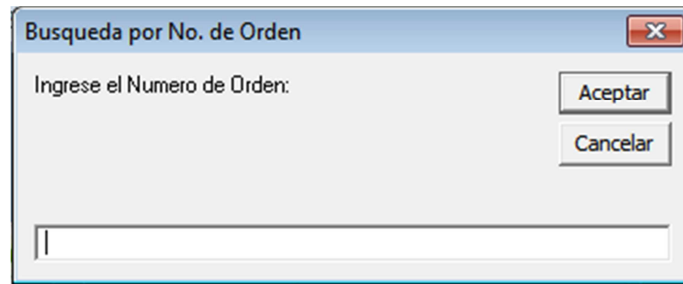 Busqueda por No. de Orden
Ingrese el Numero de Orden:
Aceptar
Cancelar